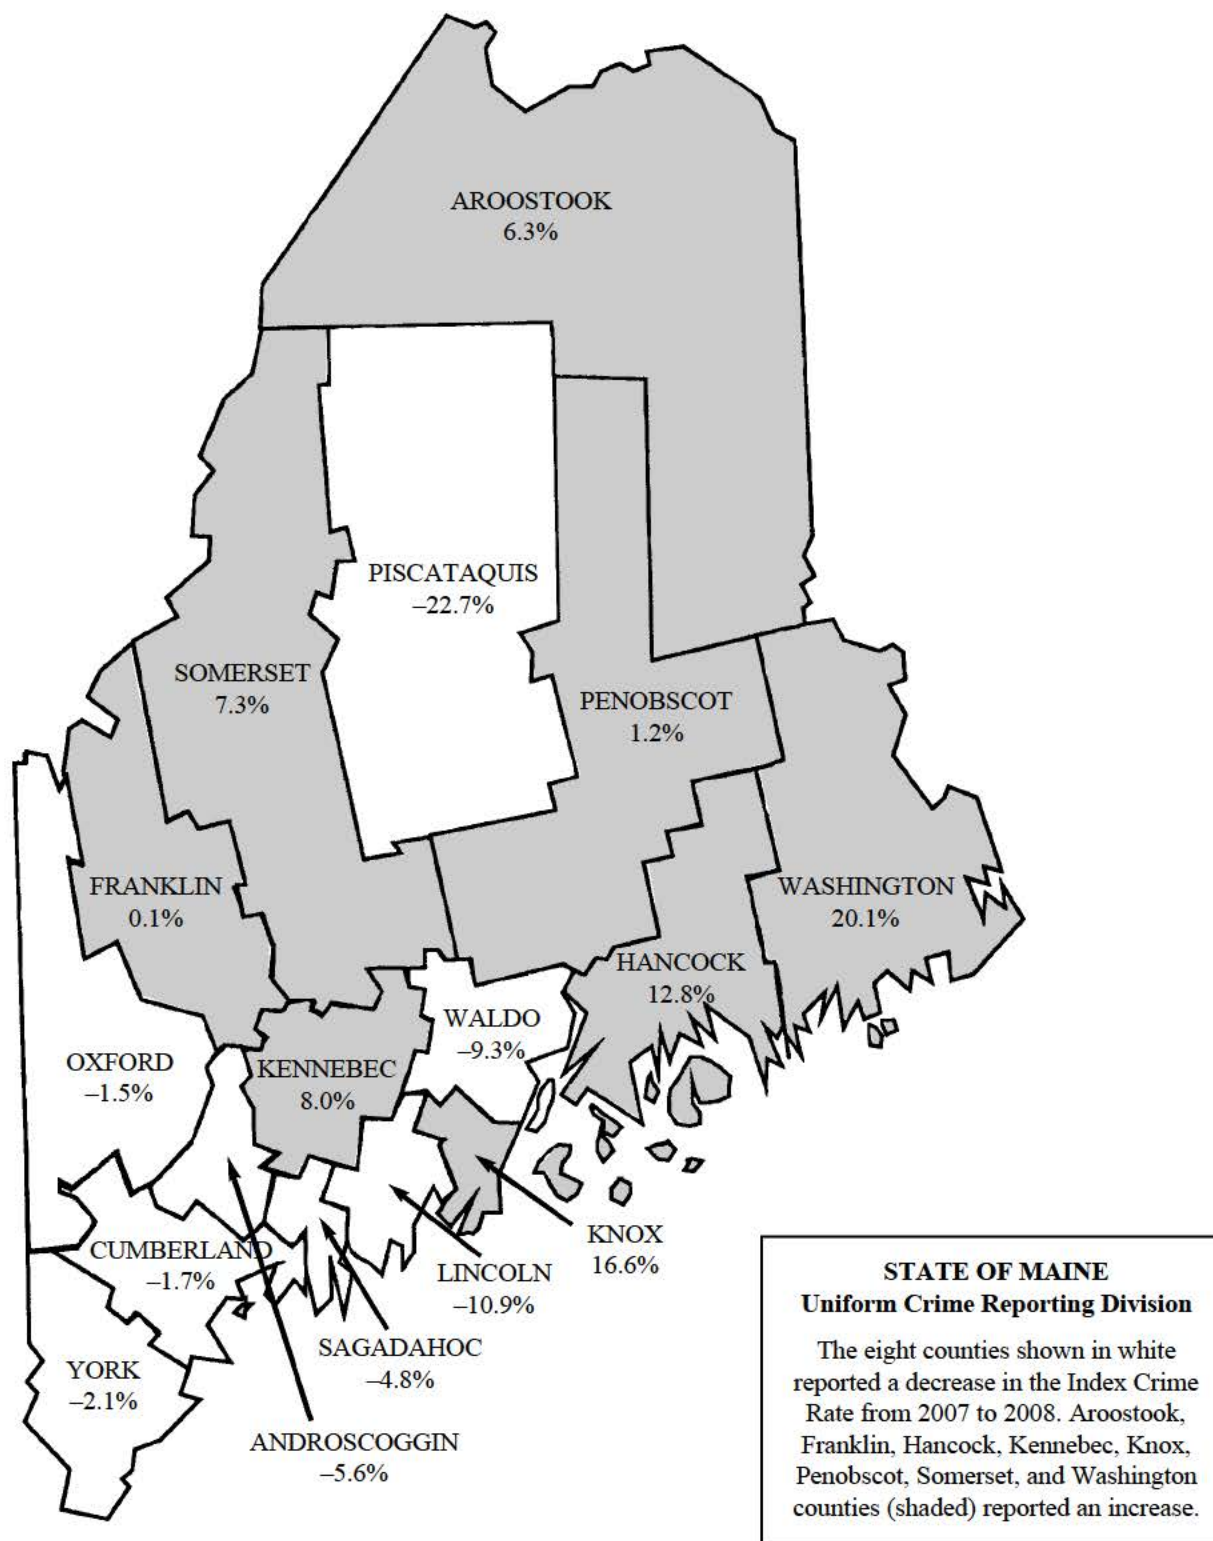 AROOSTOOK
6.3%
PISCATAQUIS
–22.7%
SOMERSET
7.3%
PENOBSCOT
1.2%
FRANKLIN
0.1%
WASHINGTON
20.1%
HANCOCK
12.8%
WALDO
–9.3%
OXFORD
–1.5%
KENNEBEC
8.0%
KNOX
16.6%
CUMBERLAND
–1.7%
LINCOLN
–10.9%
SAGADAHOC
–4.8%
YORK
–2.1%
ANDROSCOGGIN
–5.6%
STATE OF MAINE
Uniform Crime Reporting Division
The eight counties shown in white
reported a decrease in the Index Crime
Rate from 2007 to 2008. Aroostook,
Franklin, Hancock, Kennebec, Knox,
Penobscot, Somerset, and Washington
counties (shaded) reported an increase.